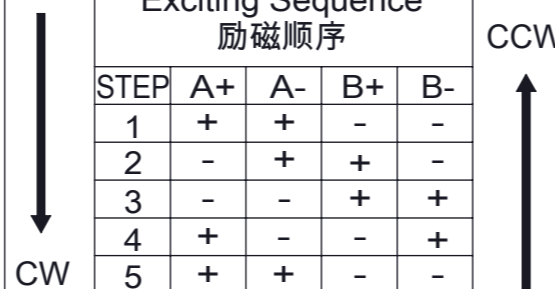 Exciting Sequence
励磁顺序
CCW
STEP A+ A- B+ B-
1 + + - -
2 - + + -
3 - - + +
4 + - - +
CW
5 + + - -